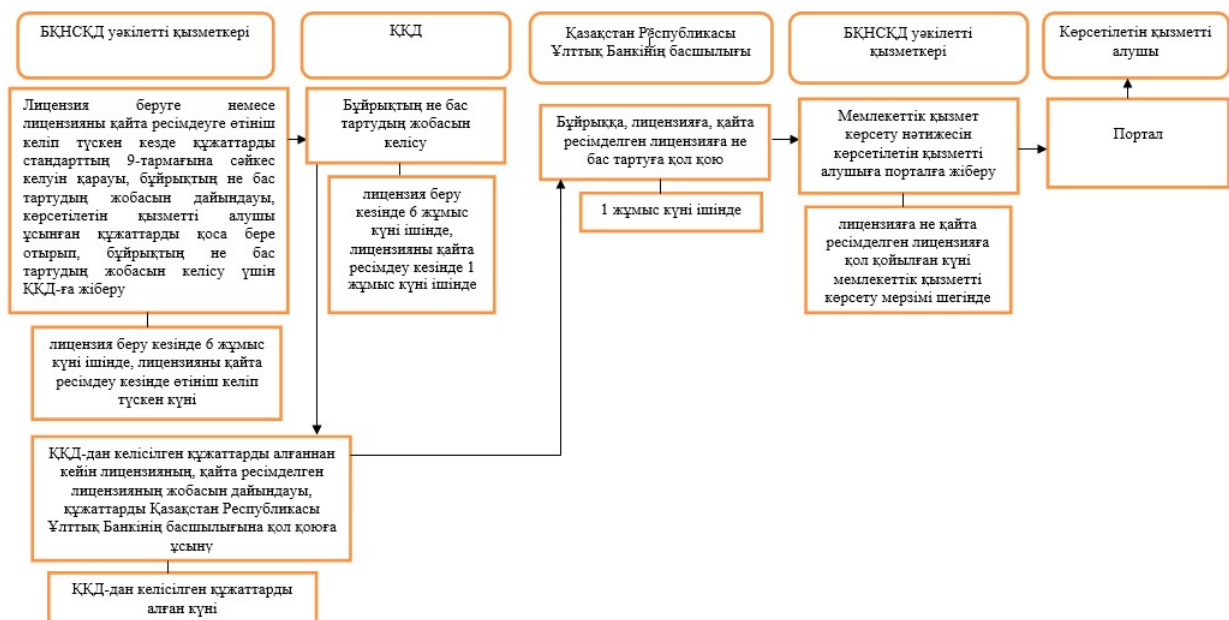 БҚНСҚД уәкілетті қызметкері
ҚҚД
Қазақстан Республикасы
Ұлттық Банкінің басшылығы
БҚНСҚД уәкілетті
қызметкері
Көрсетілетін қызметті
алушы
Лицензия беруге немесе
лицензияны қайта ресімдеуге өтініш
келіп түскен кезде құжаттарды
стандарттың 9-тармағына сәйкес
келуін қарауы, бұйрықтың не бас
тартудың жобасын дайындауы,
көрсетілетін қызметті алушы
ұсынған құжаттарды қоса бере
отырып, бұйрықтың не бас
тартудың жобасын келісу үшін
ҚҚД-ға жіберу
лицензия беру кезінде 6 жұмыс
күні ішінде, лицензияны қайта
ресімдеу кезінде өтініш келіп
түскен күні
Бұйрықтың не бас
тартудың жобасын
келісу
лицензия беру
кезінде 6 жұмыс
күні ішінде,
лицензияны қайта
ресімдеу кезінде 1
жұмыс күні ішінде
Бұйрыққа, лицензияға, қайта
ресімделген лицензияға не
бас тартуға қол қою
1 жұмыс күні ішінде
Мемлекеттік қызмет
көрсету нәтижесін
көрсетілетін қызметті
алушыға порталға жіберу
лицензияға не қайта
ресімделген лицензияға
қол қойылған күні
мемлекеттік қызметті
көрсету мерзімі шегінде
Портал
ҚҚД-дан келісілген құжаттарды алғаннан
кейін лицензияның, қайта ресімделген
лицензияның жобасын дайындауы,
құжаттарды Қазақстан Республикасы
Ұлттық Банкінің басшылығына қол қоюға
ұсыну
ҚҚД-дан келісілген құжаттарды
алған күні